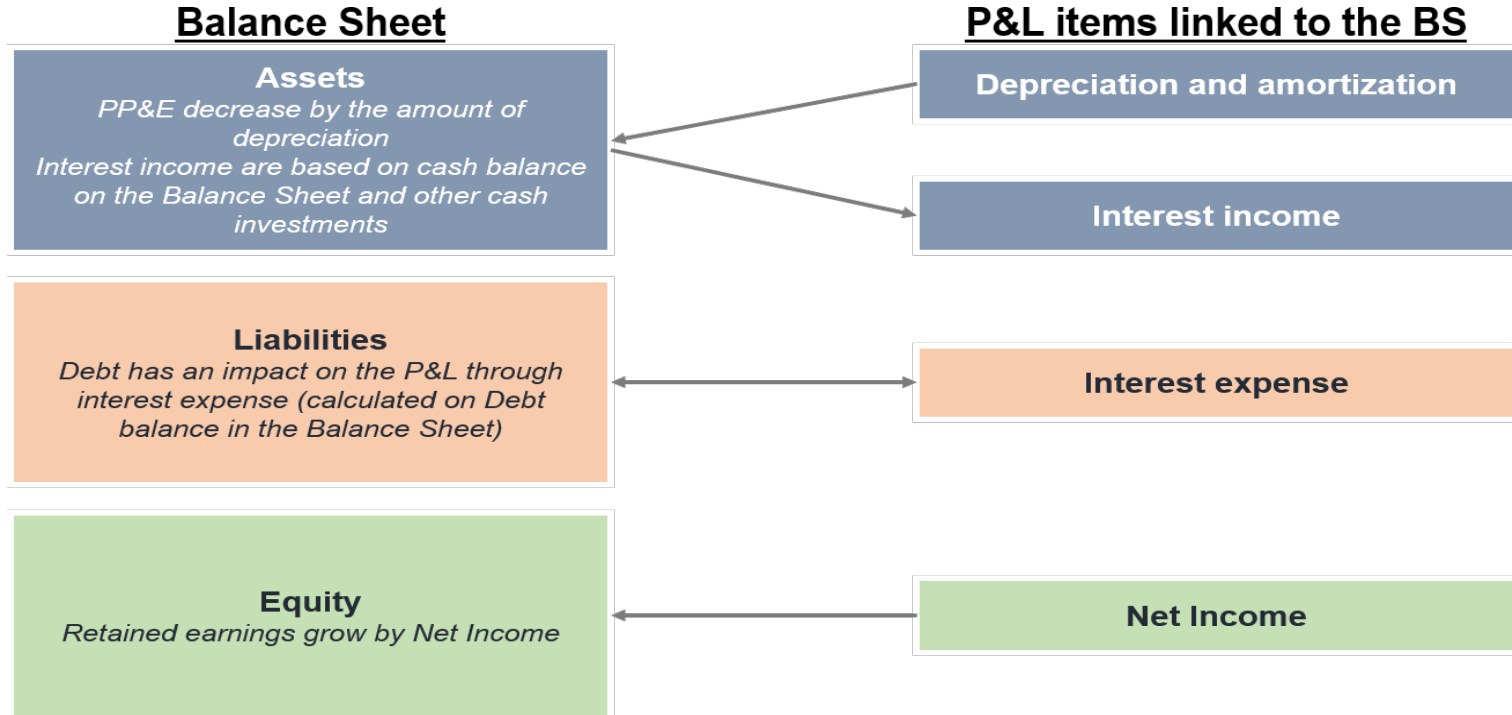 Balance Sheet
Assets
PP&E decrease by the amount of
depreciation
Interest income are based on cash balance
on the Balance Sheet and other cash
investments
Liabilities
Debt has an impact on the P&L through
interest expense (calculated on Debt
balance in the Balance Sheet)
Equity
Retained earnings grow by Net Income
P&L items linked to the BS
Depreciation and amortization
Interest income
Interest expense
Net Income